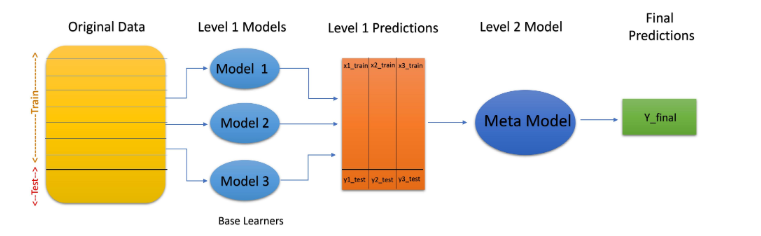 Original Data
Level 1 Models
Level 1 Predictions
Level 2 Model
Final
Predictions
<--Test--> <------------Train------------>
Model 1
Model 2
Model 3
Base Learners
x1_train x2_train x3_train
y1_test y2_test y3_test
Meta Model
Y_final